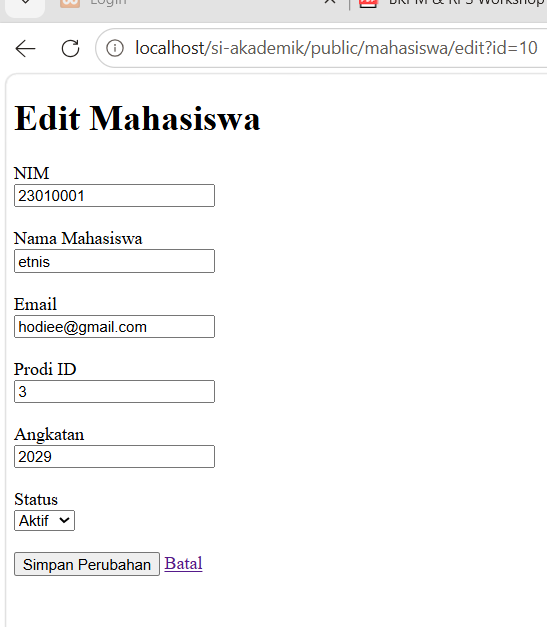 Login
BKPM & RPS Workshop
localhost/si-akademik/public/mahasiswa/edit?id=10
Edit Mahasiswa
NIM
23010001
Nama Mahasiswa
etnis
Email
hodiee@gmail.com
Prodi ID
3
Angkatan
2029
Status
Aktif
Simpan Perubahan Batal